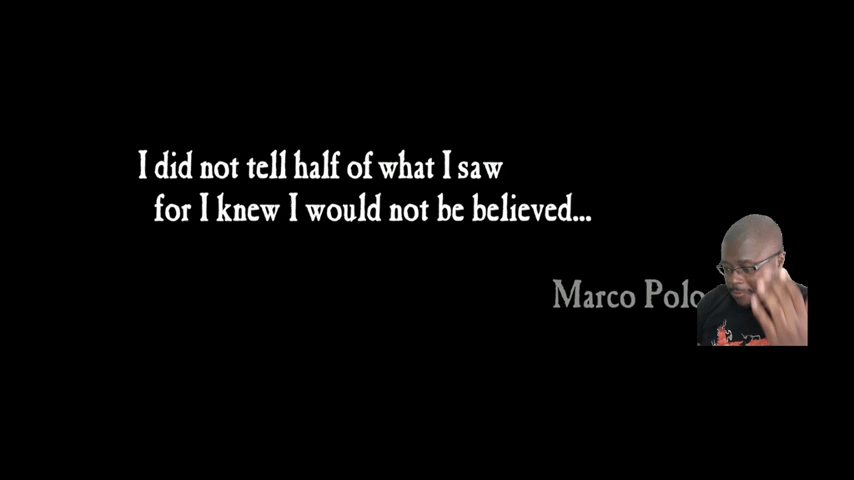 I did not tell half of what I saw
for I knew I would not be believed...
Marco Polo